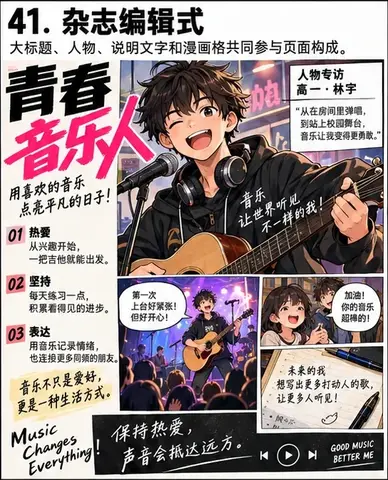 41. 杂志编辑式
大标题、人物、说明文字和漫画格共同参与页面构成。
青春
音乐人
用喜欢的音乐
点亮平凡的日子!
01 热爱
从兴趣开始,
一把吉他就能出发。
02 坚持
每天练习一点,
积累看得见的进步。
03 表达
用音乐记录情绪,
也连接更多同频的朋友。
音乐不只是爱好,
更是一种生活方式。
Music
Changes
Everything!
人物专访
高一·林宇
“从在房间里弹唱,
到站上校园舞台,
音乐让我变得更勇敢。”
音乐
让世界听见
不一样的我!
第一次
上台好紧张!
但好开心!
加油!
你的音乐
超棒的!
未来的我
想写出更多打动人的歌,
让更多人听见!
保持热爱,
声音会抵达远方。
GOOD MUSIC
BETTER ME